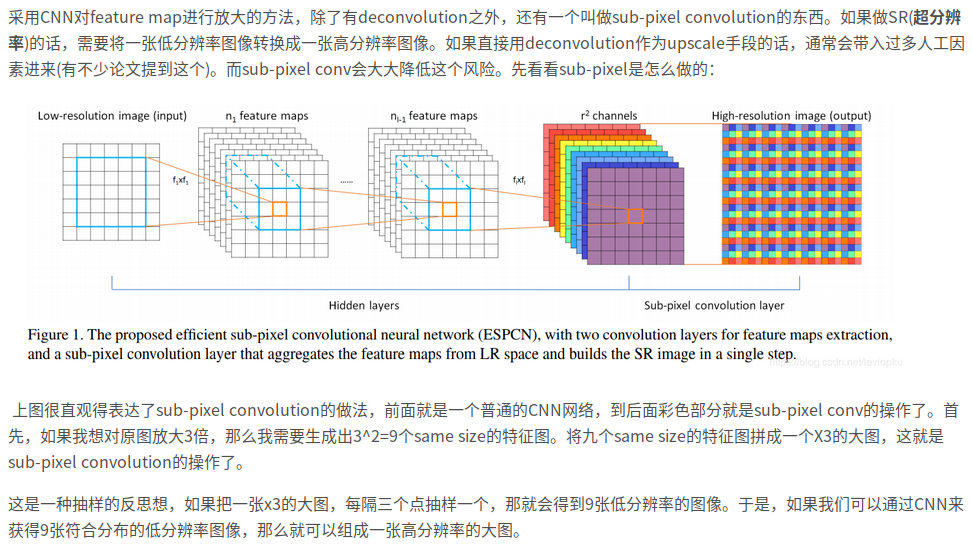 采用CNN对feature map进行放大的方法，除了有deconvolution之外，还有一个叫做sub-pixel convolution的东西。如果做SR(超分辨
率)的话，需要将一张低分辨率图像转换成一张高分辨率图像。如果直接用deconvolution作为upscale手段的话，通常会带入过多人工因
素进来(有不少论文提到这个)。而sub-pixel conv会大大降低这个风险。先看看sub-pixel是怎么做的：
Low-resolution image (input)
n1 feature maps
nl-1 feature maps
r² channels
High-resolution image (output)
f1xf1
......
flxfl
Hidden layers
Sub-pixel convolution layer
Figure 1. The proposed efficient sub-pixel convolutional neural network (ESPCN), with two convolution layers for feature maps extraction,
and a sub-pixel convolution layer that aggregates the feature maps from LR space and builds the SR image in a single step.
https://blog.csdn.net/leviopku
上图很直观得表达了sub-pixel convolution的做法，前面就是一个普通的CNN网络，到后面彩色部分就是sub-pixel conv的操作了。首
先，如果我想对原图放大3倍，那么我需要生成出3^2=9个same size的特征图。将九个same size的特征图拼成一个X3的大图，这就是
sub-pixel convolution的操作了。
这是一种抽样的反思想，如果把一张x3的大图，每隔三个点抽样一个，那就会得到9张低分辨率的图像。于是，如果我们可以通过CNN来
获得9张符合分布的低分辨率图像，那么就可以组成一张高分辨率的大图。